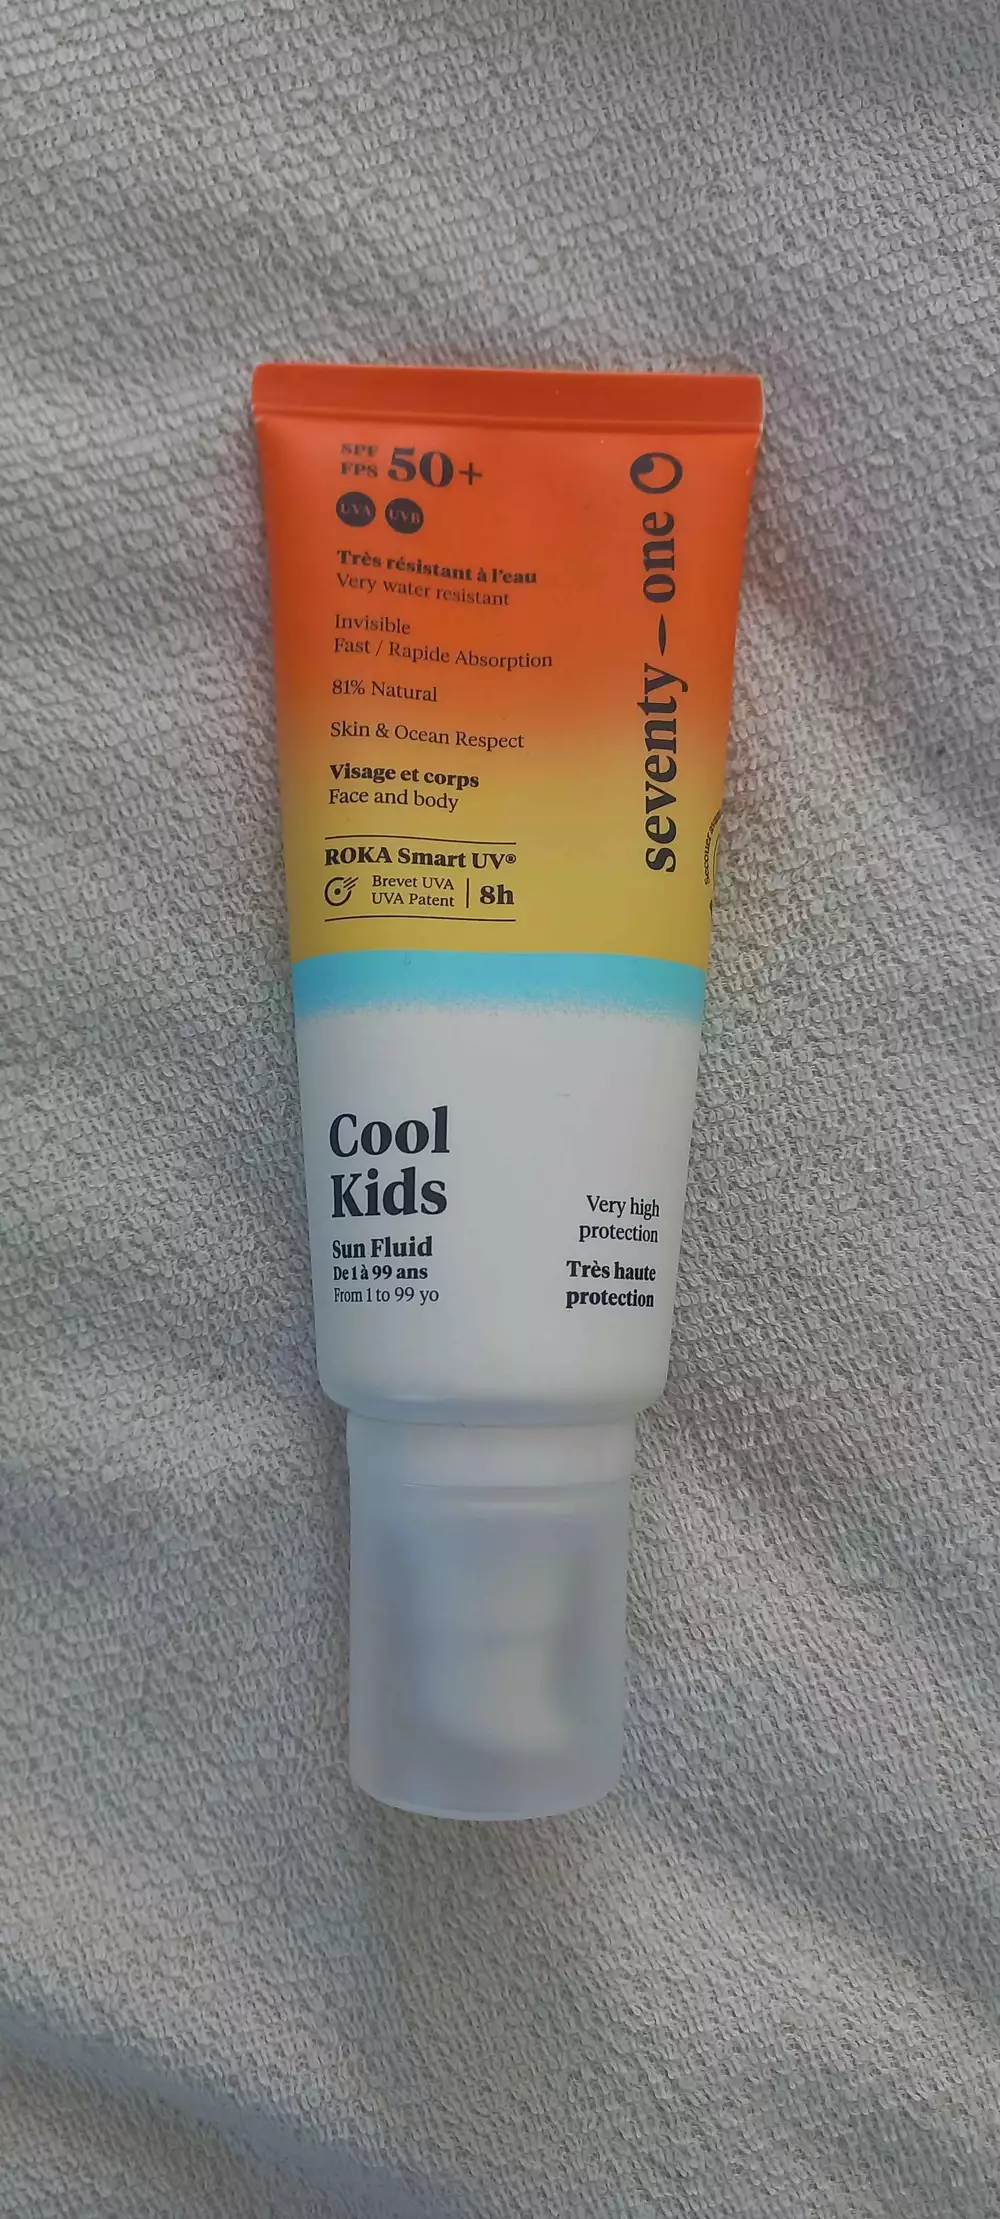 SPF
FPS 50+
UVA UVB
Très résistant à l'eau
Very water resistant
Invisible
Fast / Rapide Absorption
81% Natural
Skin & Ocean Respect
Visage et corps
Face and body
ROKA Smart UV®
Brevet UVA
UVA Patent | 8h
seventy-one
secouer
Cool
Kids
Sun Fluid
De 1 à 99 ans
From 1 to 99 yo
Very high
protection
Très haute
protection